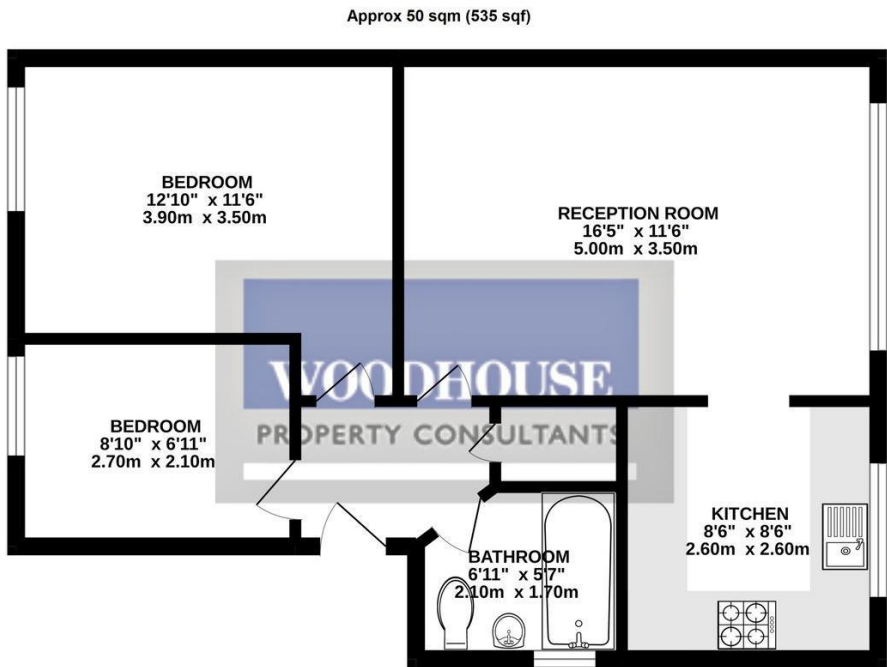 Approx 50 sqm (535 sqf)
BEDROOM
12'10" x 11'6"
3.90m x 3.50m
RECEPTION ROOM
16'5" x 11'6"
5.00m x 3.50m
WOODHOUSE
PROPERTY CONSULTANTS
BEDROOM
8'10" x 6'11"
2.70m x 2.10m
KITCHEN
8'6" x 8'6"
2.60m x 2.60m
BATHROOM
6'11" x 5'7"
2.10m x 1.70m